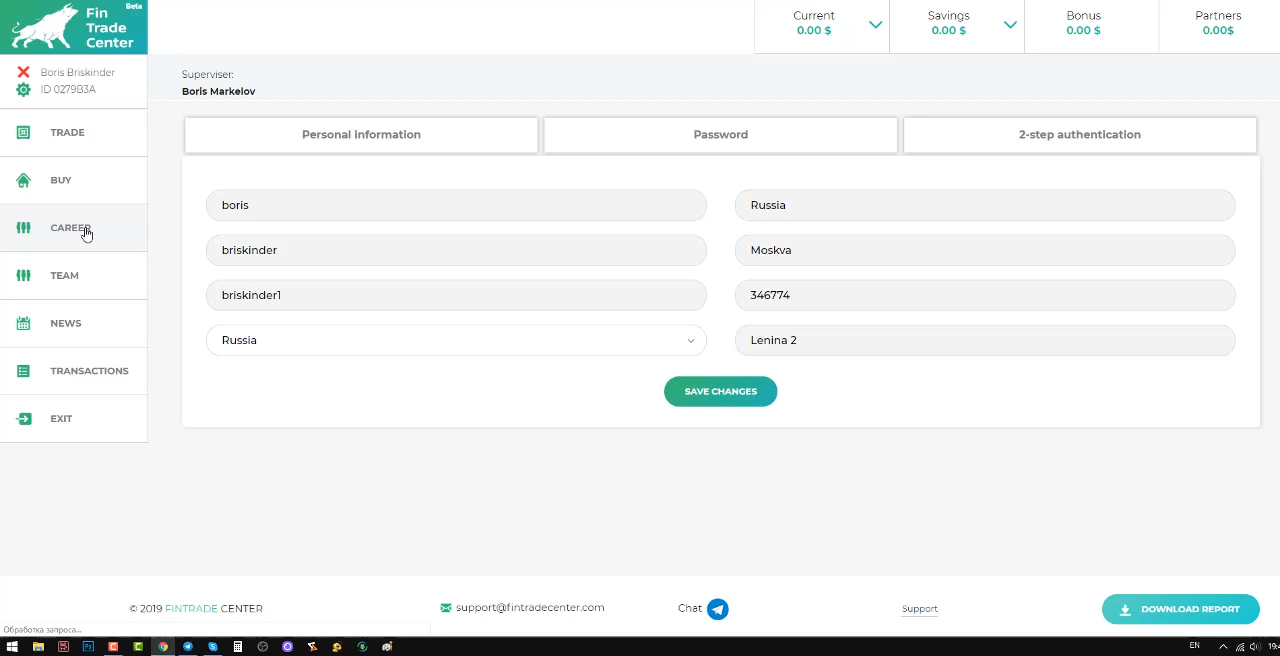 Beta
Fin
Trade
Center
Current
0.00 $
Savings
0.00 $
Bonus
0.00 $
Partners
0.00$
Boris Briskinder
ID 0279B3A
Superviser:
Boris Markelov
TRADE
BUY
CAREER
TEAM
NEWS
TRANSACTIONS
EXIT
Personal information
Password
2-step authentication
boris
Russia
briskinder
Moskva
briskinder1
346774
Russia
Lenina 2
SAVE CHANGES
© 2019 FINTRADE CENTER
support@fintradecenter.com
Chat
Support
DOWNLOAD REPORT
Обработка запроса...
EN